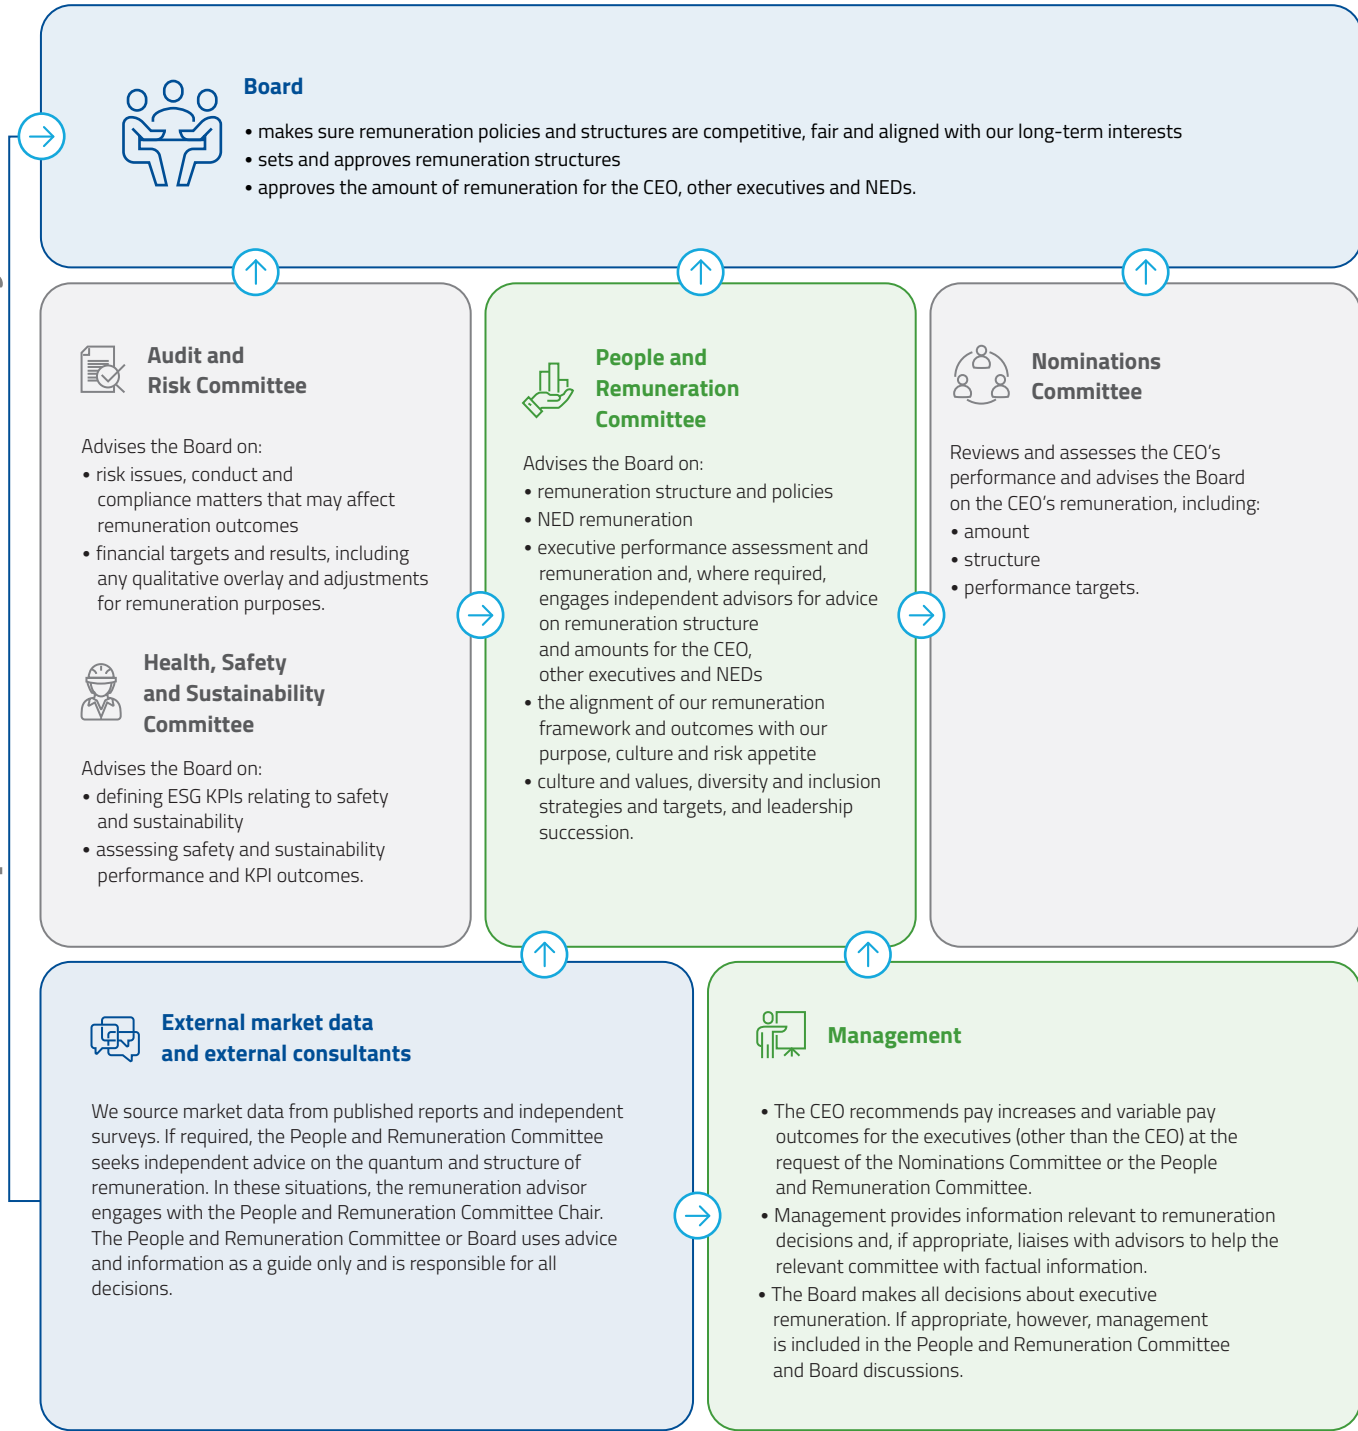 Board
• makes sure remuneration policies and structures are competitive, fair and aligned with our long-term interests
• sets and approves remuneration structures
• approves the amount of remuneration for the CEO, other executives and NEDs.
Audit and
Risk Committee
Advises the Board on:
• risk issues, conduct and
compliance matters that may affect
remuneration outcomes
• financial targets and results, including
any qualitative overlay and adjustments
for remuneration purposes.
Health, Safety
and Sustainability
Committee
Advises the Board on:
• defining ESG KPIs relating to safety
and sustainability
• assessing safety and sustainability
performance and KPI outcomes.
People and
Remuneration
Committee
Advises the Board on:
• remuneration structure and policies
• NED remuneration
• executive performance assessment and
remuneration and, where required,
engages independent advisors for advice
on remuneration structure
and amounts for the CEO,
other executives and NEDs
• the alignment of our remuneration
framework and outcomes with our
purpose, culture and risk appetite
• culture and values, diversity and inclusion
strategies and targets, and leadership
succession.
Nominations
Committee
Reviews and assesses the CEO's
performance and advises the Board
on the CEO's remuneration, including:
• amount
• structure
• performance targets.
External market data
and external consultants
We source market data from published reports and independent
surveys. If required, the People and Remuneration Committee
seeks independent advice on the quantum and structure of
remuneration. In these situations, the remuneration advisor
engages with the People and Remuneration Committee Chair.
The People and Remuneration Committee or Board uses advice
and information as a guide only and is responsible for all
decisions.
Management
• The CEO recommends pay increases and variable pay
outcomes for the executives (other than the CEO) at the
request of the Nominations Committee or the People
and Remuneration Committee.
• Management provides information relevant to remuneration
decisions and, if appropriate, liaises with advisors to help the
relevant committee with factual information.
• The Board makes all decisions about executive
remuneration. If appropriate, however, management
is included in the People and Remuneration Committee
and Board discussions.